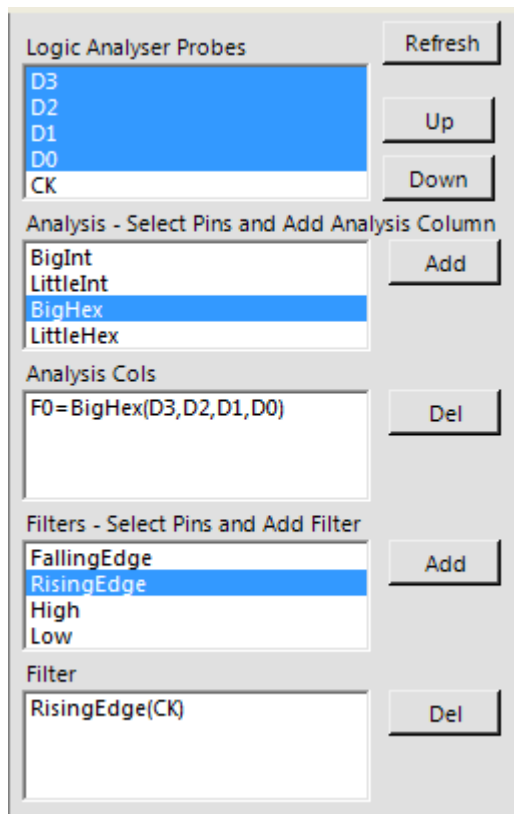 Logic Analyser Probes
Refresh
D3
D2
D1
D0
CK
Up
Down
Analysis - Select Pins and Add Analysis Column
BigInt
LittleInt
BigHex
LittleHex
Add
Analysis Cols
F0=BigHex(D3,D2,D1,D0)
Del
Filters - Select Pins and Add Filter
FallingEdge
RisingEdge
High
Low
Add
Filter
RisingEdge(CK)
Del